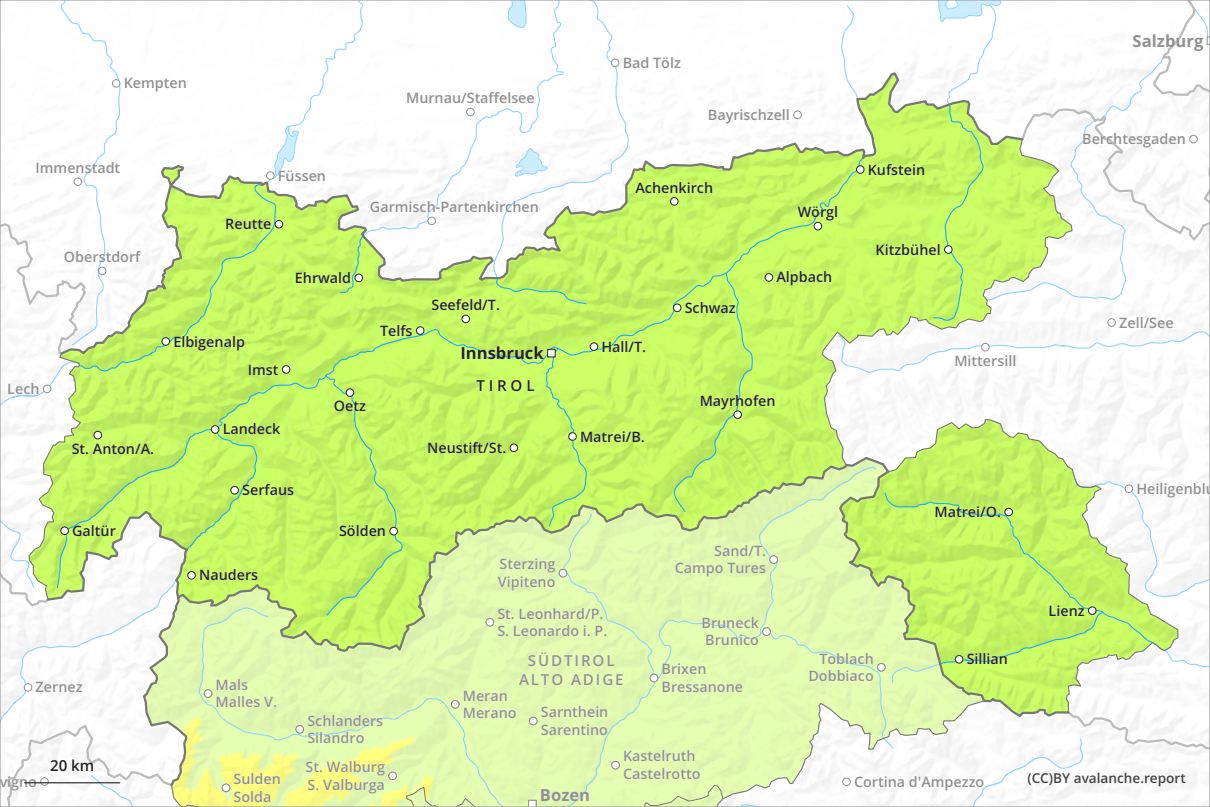 Salzburg
Bad Tölz
Kempten
Murnau/Staffelsee
Bayrischzell
Berchtesgaden
Immenstadt
Füssen
Kufstein
Achenkirch
Garmisch-Partenkirchen
Wörgl
Reutte
Kitzbühel
Oberstdorf
Ehrwald
Alpbach
Seefeld/T.
Schwaz
Telfs
Zell/See
Elbigenalp
Innsbruck
Hall/T.
Mittersill
Imst
TIROL
Lech
Oetz
Mayrhofen
Landeck
St. Anton/A.
Neustift/St.
Matrei/B.
Serfaus
Heiligenblu
Matrei/O.
Galtür
Sölden
Sand/T.
Campo Tures
Sterzing
Vipiteno
Nauders
St. Leonhard/P.
S. Leonardo i. P.
Lienz
Bruneck
Brunico
SÜDTIROL
ALTO ADIGE
Toblach
Dobbiaco
Sillian
Brixen
Bressanone
Zernez
Mals
Malles V.
Meran
Merano
Sarnthein
Sarentino
Schlanders
Silandro
Kastelruth
Castelrotto
20 km
St. Walburg
S. Valburga
Sulden
Solda
vigno
Cortina d'Ampezzo
(CC)BY avalanche.report
Bozen